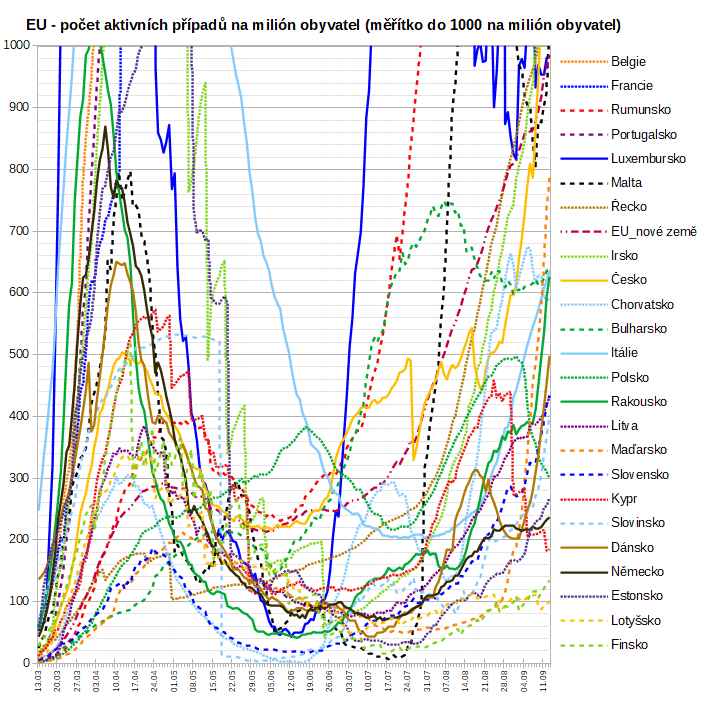 EU - počet aktivních případů na milión obyvatel (měřítko do 1000 na milión obyvatel)
1000
900
800
700
600
500
400
300
200
100
0
13.03
20.03
27.03
03.04
10.04
17.04
24.04
01.05
08.05
15.05
22.05
29.05
05.06
12.06
19.06
26.06
03.07
10.07
17.07
24.07
31.07
07.08
14.08
21.08
28.08
04.09
11.09
Belgie
Francie
Rumunsko
Portugalsko
Luxembursko
Malta
Řecko
EU_nové země
Irsko
Česko
Chorvatsko
Bulharsko
Itálie
Polsko
Rakousko
Litva
Maďarsko
Slovensko
Kypr
Slovinsko
Dánsko
Německo
Estonsko
Lotyšsko
Finsko